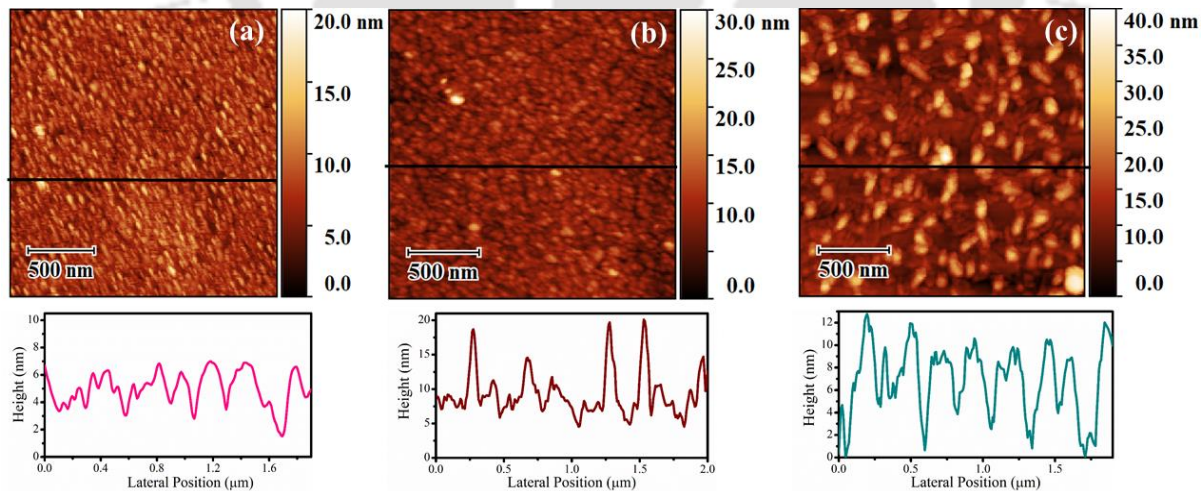 (a)
20.0 nm
15.0
10.0
5.0
0.0
500 nm
(b)
30.0 nm
25.0
20.0
15.0
10.0
0.0
500 nm
(c)
40.0 nm
35.0
30.0
25.0
20.0
15.0
10.0
0.0
500 nm
Height (nm)
10
8
6
4
2
0
0.0 0.4 0.8 1.2 1.6
Lateral Position (µm)
Height (nm)
20
15
10
5
0
0.0 0.5 1.0 1.5 2.0
Lateral Position (µm)
Height (nm)
12
10
8
6
4
2
0
0.0 0.5 1.0 1.5
Lateral Position (µm)